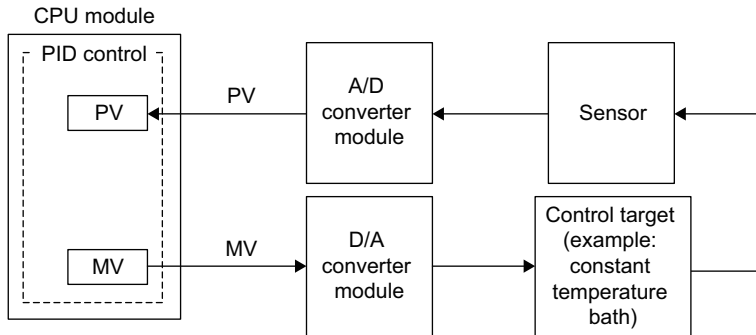 CPU module
PID control
PV
PV
A/D
converter
module
Sensor
MV
MV
D/A
converter
module
Control target
(example:
constant
temperature
bath)